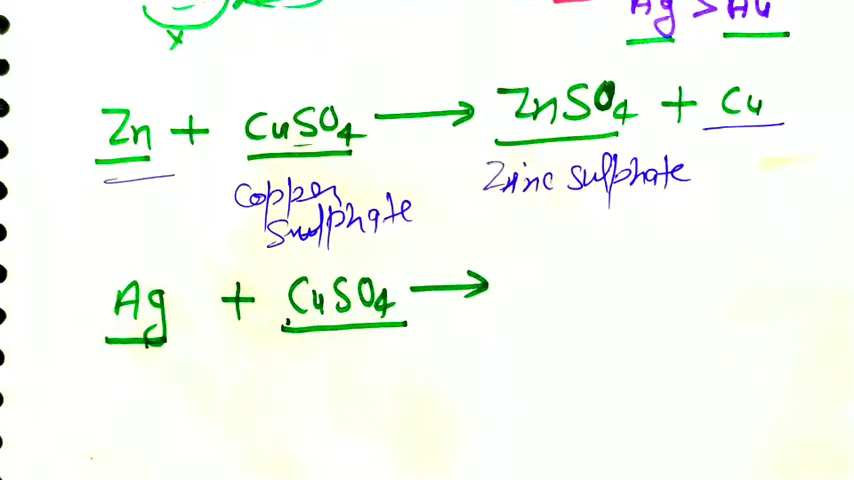 Ag > Au
Zn + CuSO4 → ZnSO4 + Cu
Copper Sulphate
Zinc sulphate
Ag + CuSO4 →